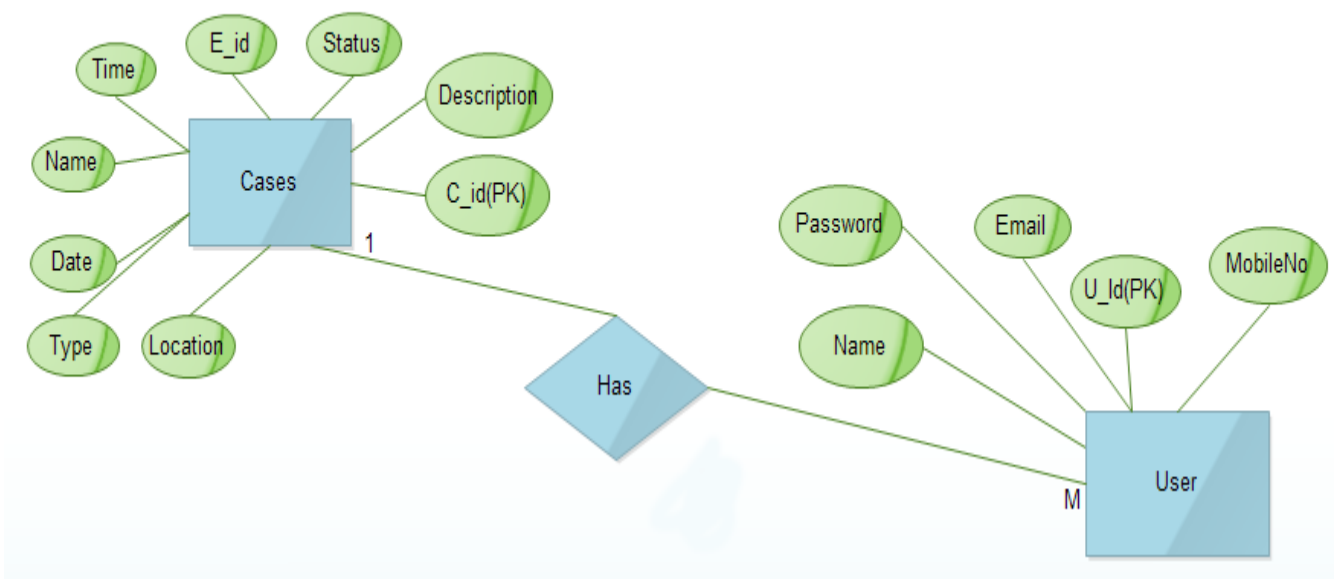 E_id
Status
Time
Description
Name
Cases
C_id(PK)
Date
1
Type
Location
Has
Password
Email
MobileNo
U_Id(PK)
Name
User
M